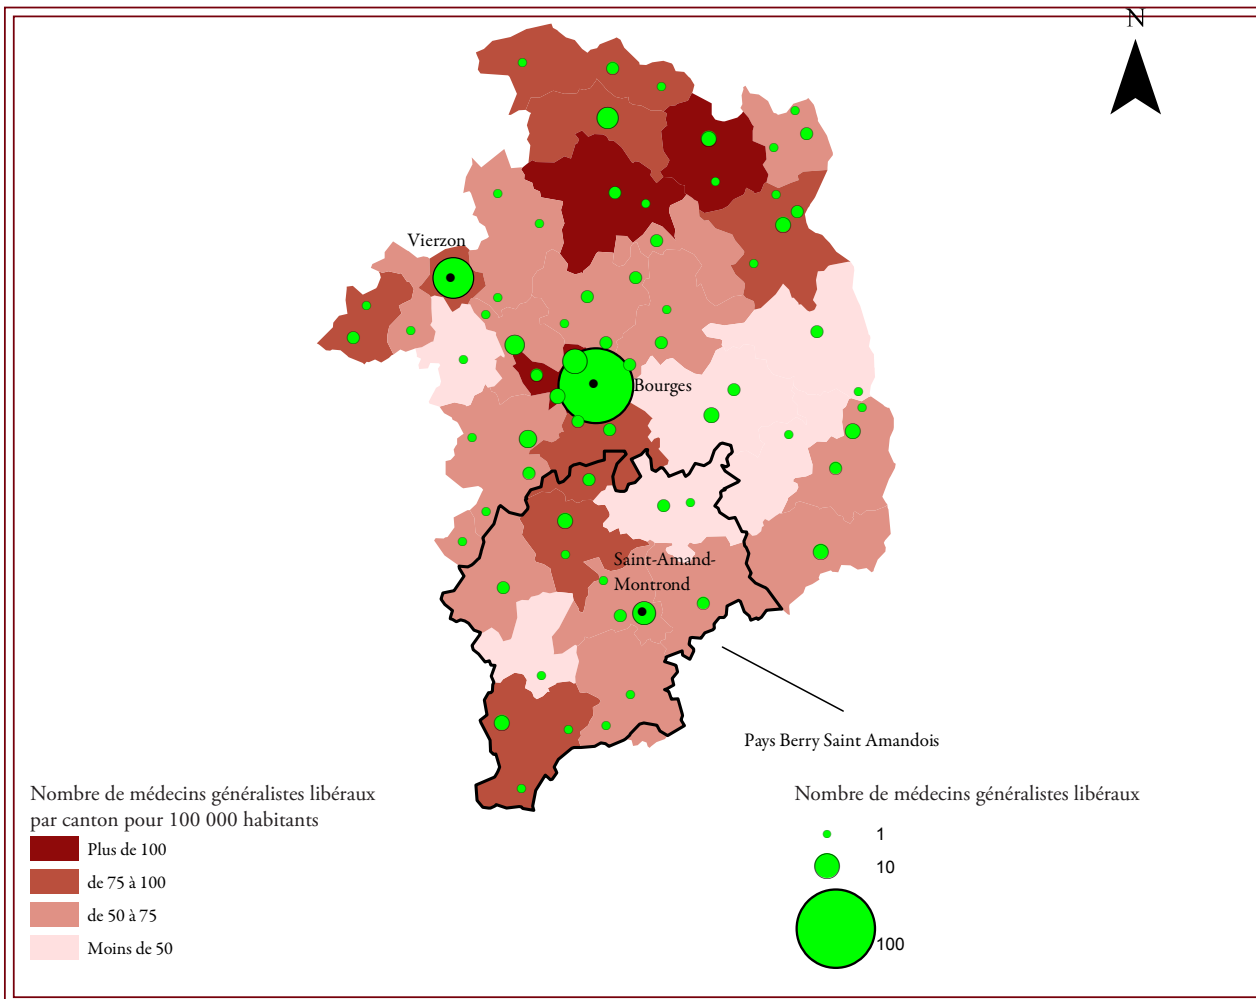 N
Vierzon
Bourges
Saint-Amand-
Montrond
Pays Berry Saint Amandois
Nombre de médecins généralistes libéraux
par canton pour 100 000 habitants
Plus de 100
de 75 à 100
de 50 à 75
Moins de 50
Nombre de médecins généralistes libéraux
1
10
100